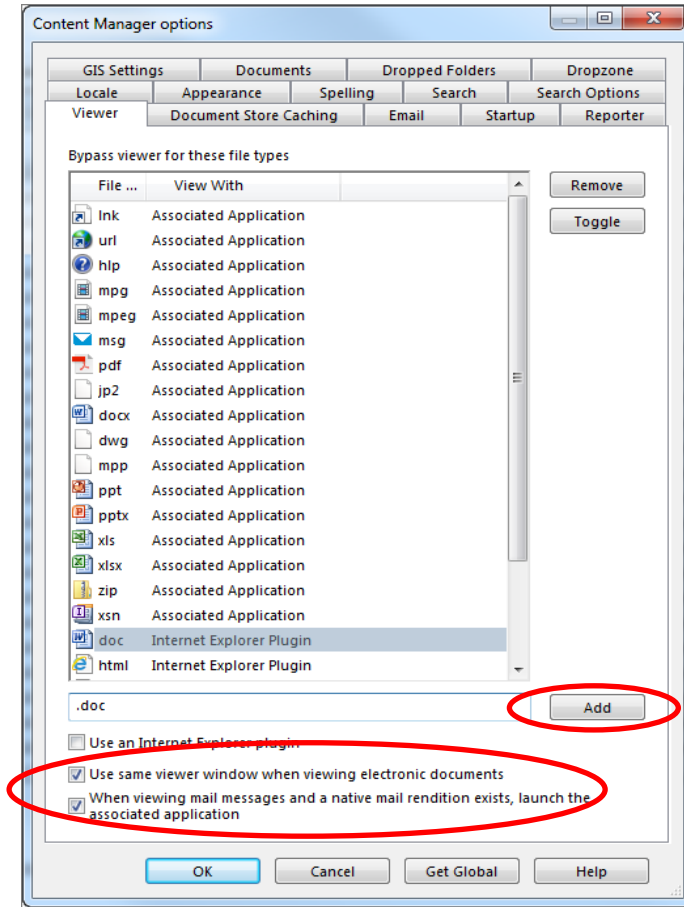 Content Manager options
GIS Settings Documents Dropped Folders Dropzone
Locale Appearance Spelling Search Search Options
Viewer Document Store Caching Email Startup Reporter
Bypass viewer for these file types
File ... View With
Remove
Toggle
lnk Associated Application
url Associated Application
hlp Associated Application
mpg Associated Application
mpeg Associated Application
msg Associated Application
pdf Associated Application
jp2 Associated Application
docx Associated Application
dwg Associated Application
mpp Associated Application
ppt Associated Application
pptx Associated Application
xls Associated Application
xlsx Associated Application
zip Associated Application
xsn Associated Application
doc Internet Explorer Plugin
html Internet Explorer Plugin
.doc Add
Use an Internet Explorer plugin
Use same viewer window when viewing electronic documents
When viewing mail messages and a native mail rendition exists, launch the
associated application
OK Cancel Get Global Help